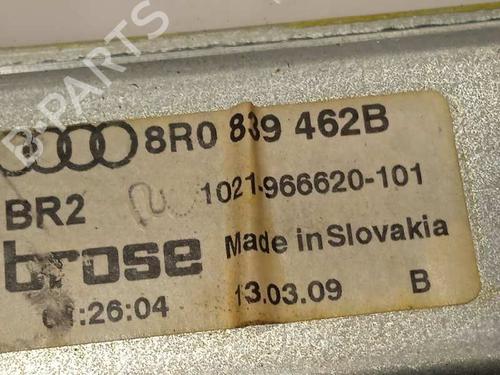 8R0 839 462B
BR2
1021-966620-101
brose
Made in Slovakia
:26:04
13.03.09 B
B-PARTS